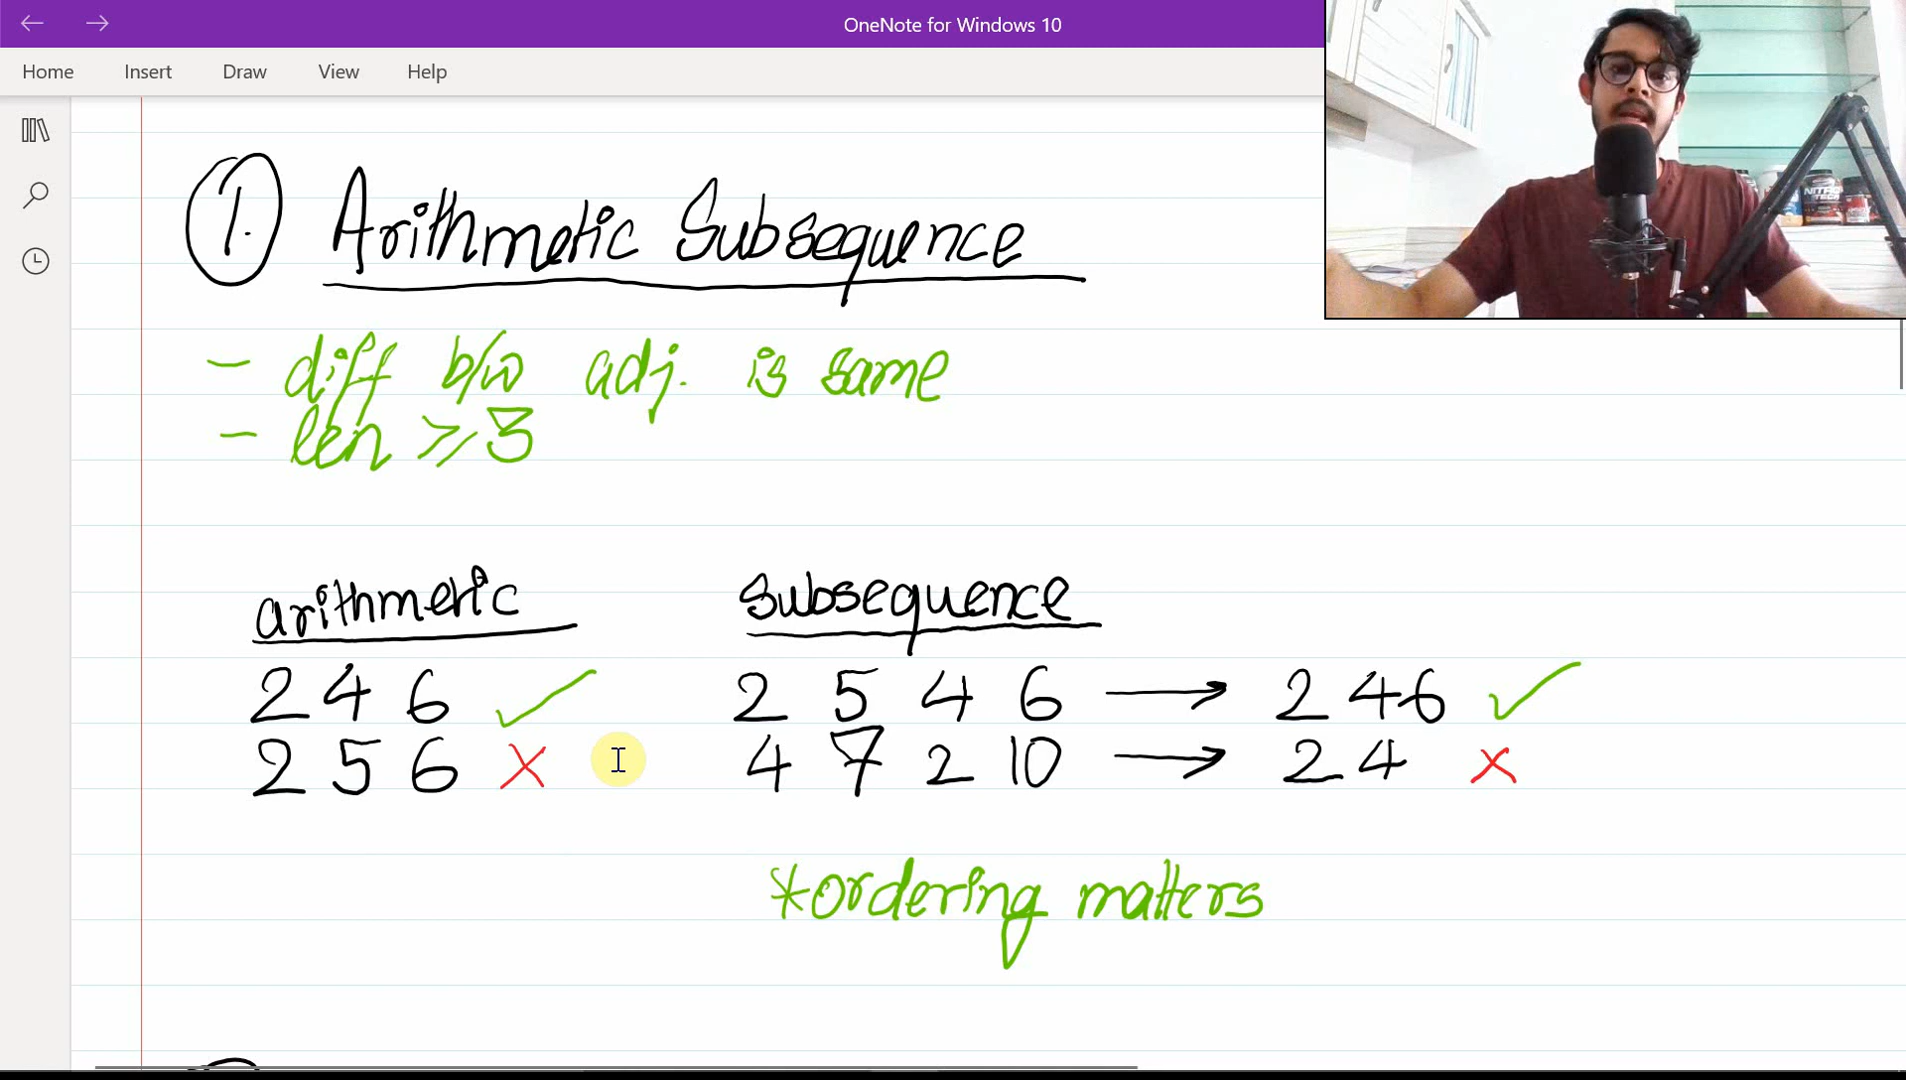 OneNote for Windows 10
Home Insert Draw View Help
1. Arithmetic Subsequence
- diff b/w adj. is same
- len >= 3
arithmetic subsequence
2 4 6 ✓ 2 5 4 6 → 2 4 6 ✓
2 5 6 × 4 7 2 10 → 2 4 ×
*ordering matters
NITRO
TECH